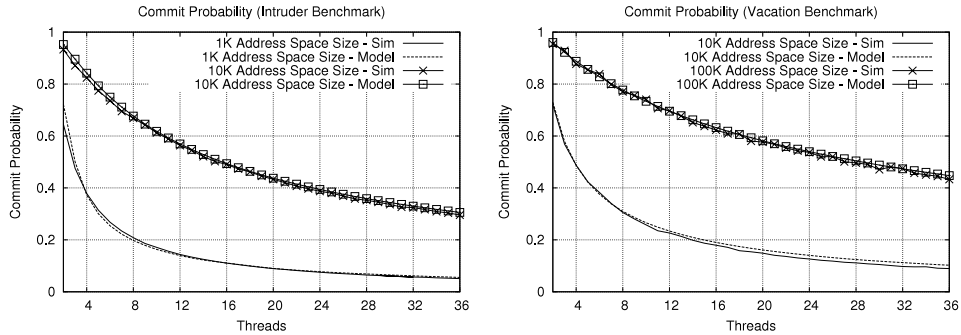 Commit Probability (Intruder Benchmark)
1
0.8
0.6
0.4
0.2
0
Commit Probability
1K Address Space Size - Sim
1K Address Space Size - Model
10K Address Space Size - Sim
10K Address Space Size - Model
4 8 12 16 20 24 28 32 36
Threads
Commit Probability (Vacation Benchmark)
1
0.8
0.6
0.4
0.2
0
Commit Probability
10K Address Space Size - Sim
10K Address Space Size - Model
100K Address Space Size - Sim
100K Address Space Size - Model
4 8 12 16 20 24 28 32 36
Threads